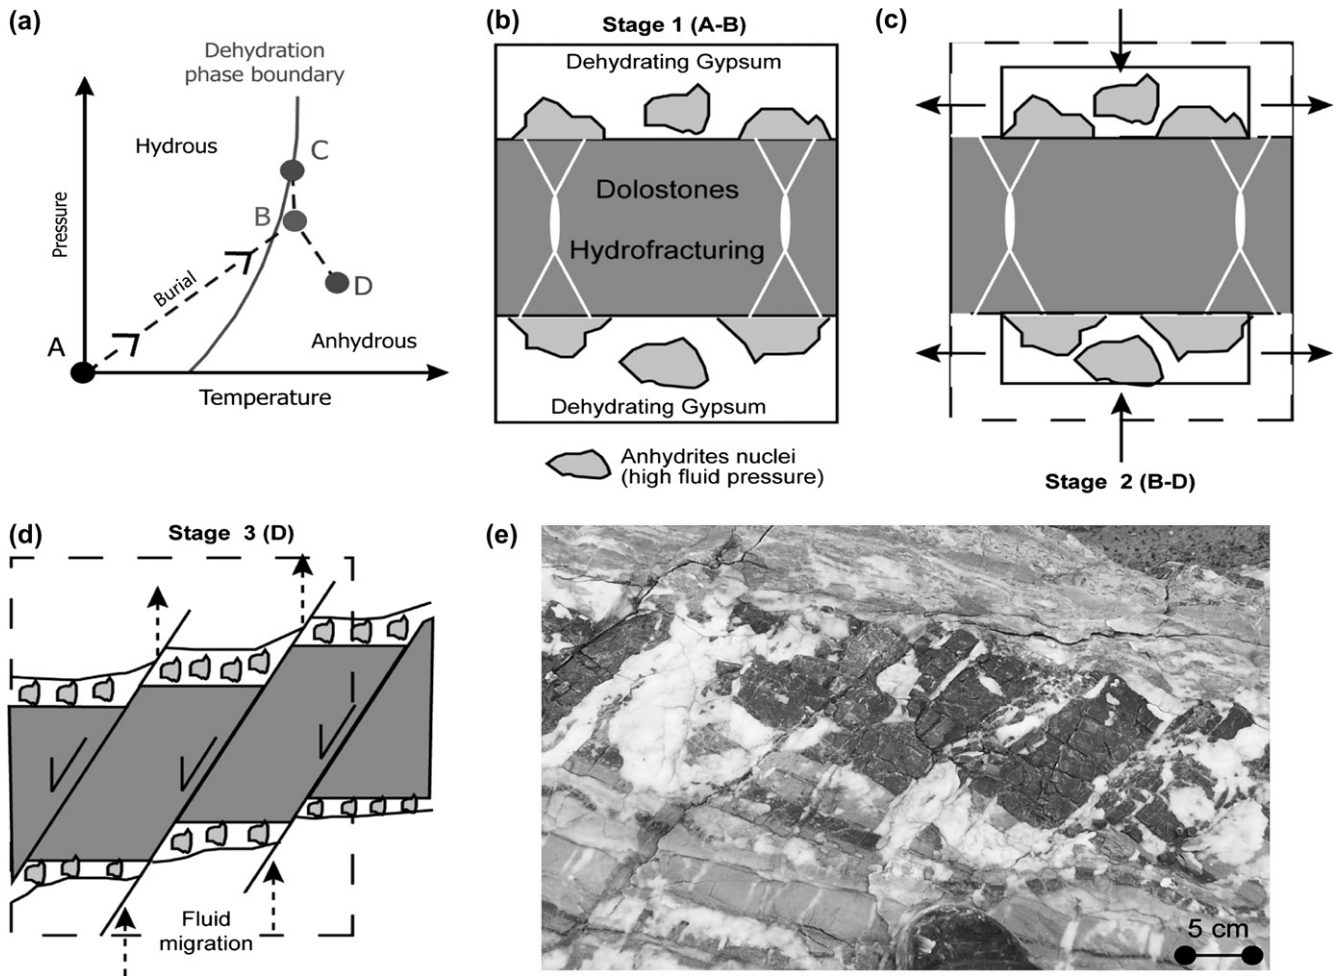 (a)
Dehydration
phase boundary
Hydrous
C
B
D
Burial
A
Anhydrous
Pressure
Temperature
(b)
Stage 1 (A-B)
Dehydrating Gypsum
Dolostones
Hydrofracturing
Dehydrating Gypsum
Anhydrites nuclei
(high fluid pressure)
(c)
Stage 2 (B-D)
(d)
Stage 3 (D)
Fluid
migration
(e)
5 cm